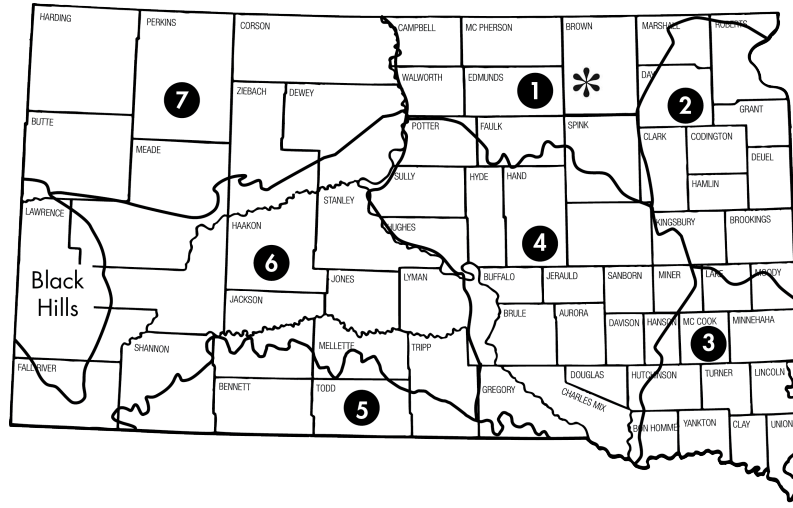 HARDING
PERKINS
CORSON
CAMPBELL
MC PHERSON
BROWN
MARSHALL
ROBERTS
WALWORTH
EDMUNDS
DAY
7
1
*
2
ZIEBACH
DEWEY
GRANT
BUTTE
POTTER
FAULK
SPINK
MEADE
CLARK
CODINGTON
DEUEL
SULLY
HYDE
HAND
HAMLIN
LAWRENCE
STANLEY
HAAKON
HUGHES
KINGSBURY
BROOKINGS
6
4
Black
Hills
JONES
LYMAN
BUFFALO
JERAULD
SANBORN
MINER
LAKE
MOODY
JACKSON
BRULE
AURORA
DAVISON
HANSON
MC COOK
MINNEHAHA
3
SHANNON
MELLETTE
TRIPP
FALL RIVER
DOUGLAS
HUTCHINSON
TURNER
LINCOLN
BENNETT
TODD
GREGORY
CHARLES MIX
5
BON HOMME
YANKTON
CLAY
UNION